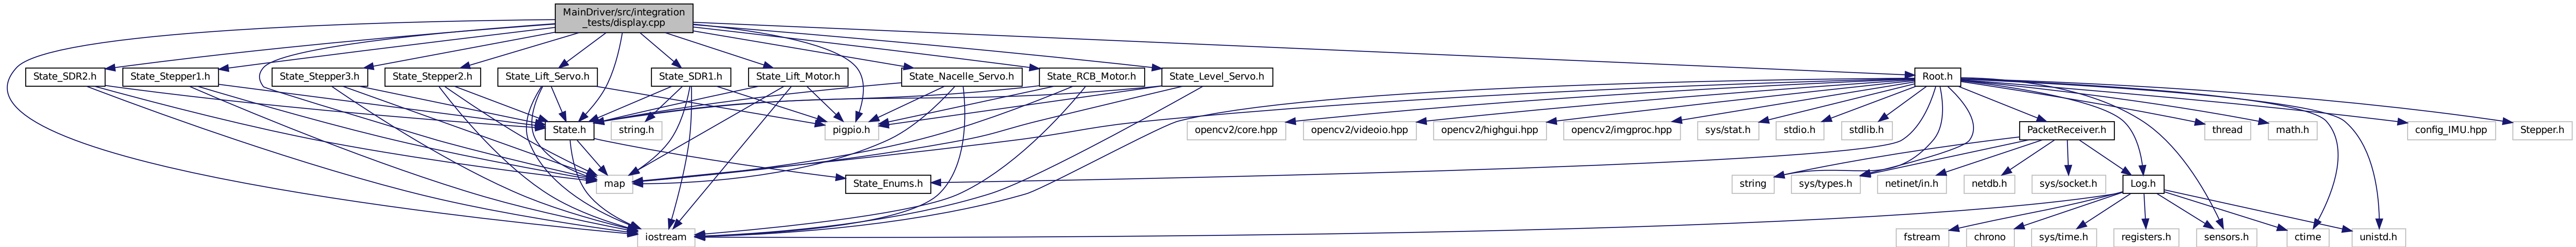 MainDriver/src/integration
_tests/display.cpp
State_SDR2.h
State_Stepper1.h
State_Stepper3.h
State_Stepper2.h
State_Lift_Servo.h
State_SDR1.h
State_Lift_Motor.h
State_Nacelle_Servo.h
State_RCB_Motor.h
State_Level_Servo.h
Root.h
State.h
string.h
pigpio.h
opencv2/core.hpp
opencv2/videoio.hpp
opencv2/highgui.hpp
opencv2/imgproc.hpp
sys/stat.h
stdio.h
stdlib.h
PacketReceiver.h
thread
math.h
config_IMU.hpp
Stepper.h
map
State_Enums.h
string
sys/types.h
netinet/in.h
netdb.h
sys/socket.h
Log.h
iostream
fstream
chrono
sys/time.h
registers.h
sensors.h
ctime
unistd.h